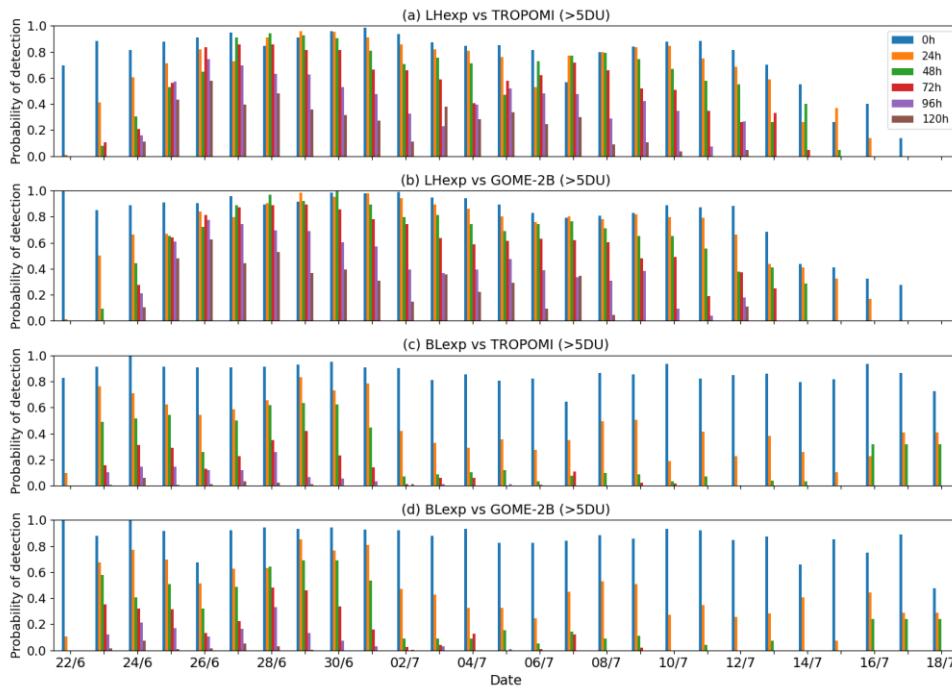 (a) LHexp vs TROPOMI (>5DU)
Probability of detection
1.0
0.8
0.6
0.4
0.2
0.0
0h
24h
48h
72h
96h
120h
(b) LHexp vs GOME-2B (>5DU)
Probability of detection
1.0
0.8
0.6
0.4
0.2
0.0
(c) BLexp vs TROPOMI (>5DU)
Probability of detection
1.0
0.8
0.6
0.4
0.2
0.0
(d) BLexp vs GOME-2B (>5DU)
Probability of detection
1.0
0.8
0.6
0.4
0.2
0.0
22/6 24/6 26/6 28/6 30/6 02/7 04/7 06/7 08/7 10/7 12/7 14/7 16/7 18/7
Date